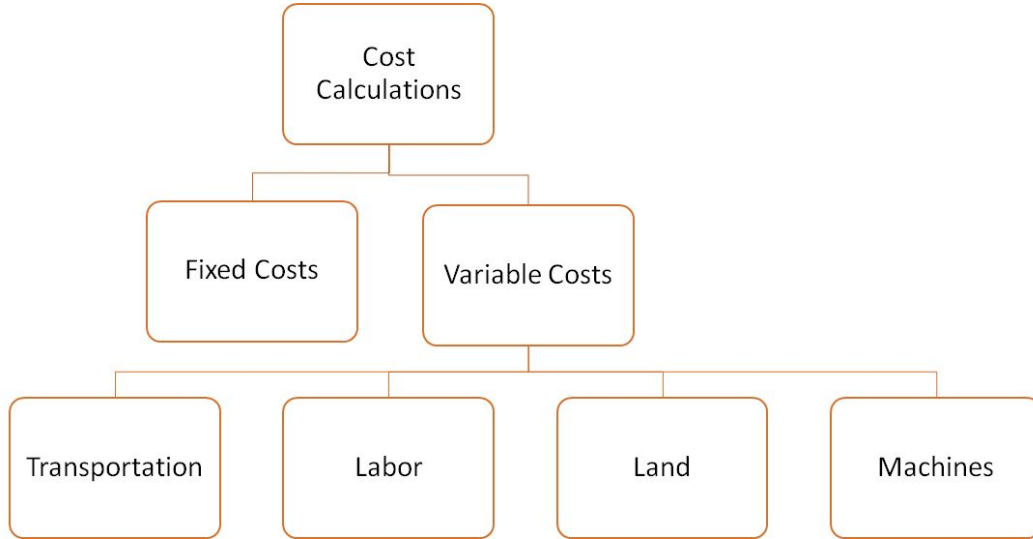 Cost
Calculations
Fixed Costs
Variable Costs
Transportation
Labor
Land
Machines